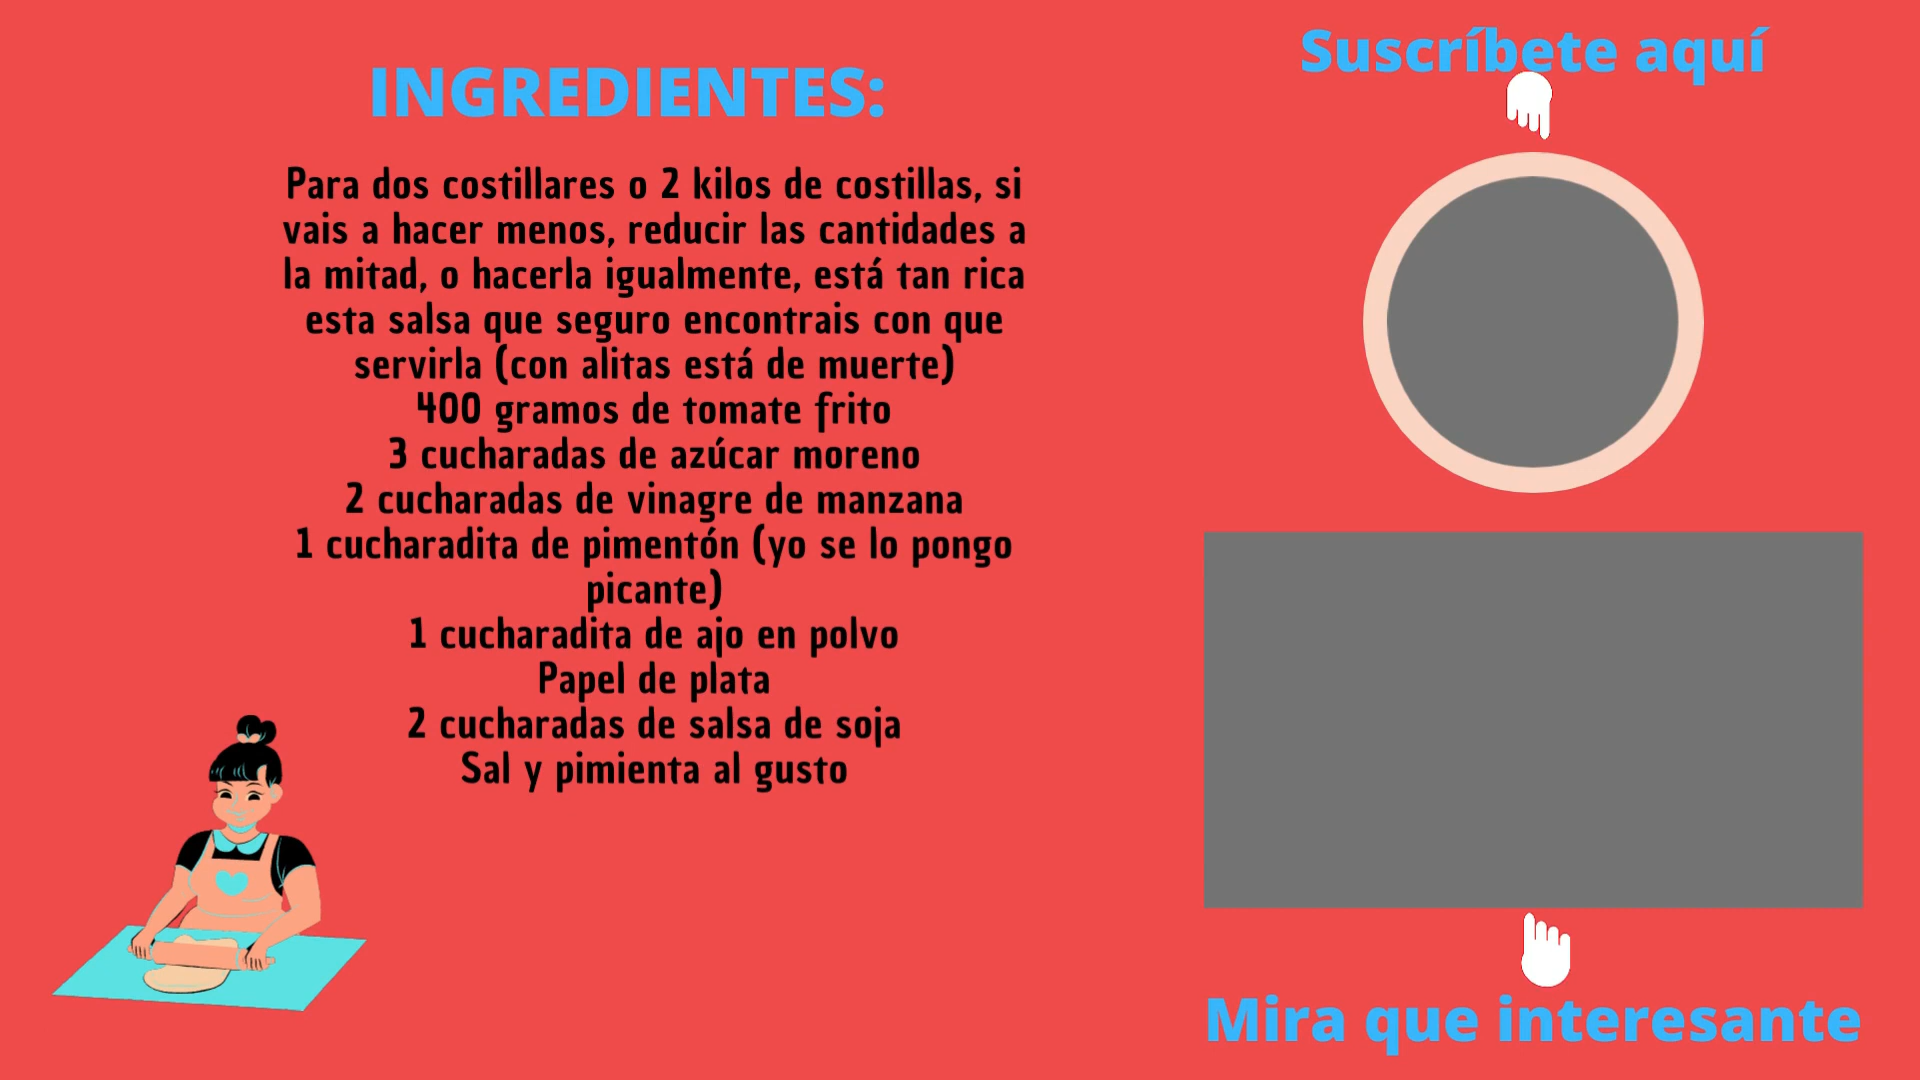 INGREDIENTES:
Para dos costillares o 2 kilos de costillas, si
vais a hacer menos, reducir las cantidades a
la mitad, o hacerla igualmente, está tan rica
esta salsa que seguro encontrais con que
servirla (con alitas está de muerte)
400 gramos de tomate frito
3 cucharadas de azúcar moreno
2 cucharadas de vinagre de manzana
1 cucharadita de pimentón (yo se lo pongo
picante)
1 cucharadita de ajo en polvo
Papel de plata
2 cucharadas de salsa de soja
Sal y pimienta al gusto
Suscríbete aquí
Mira que interesante